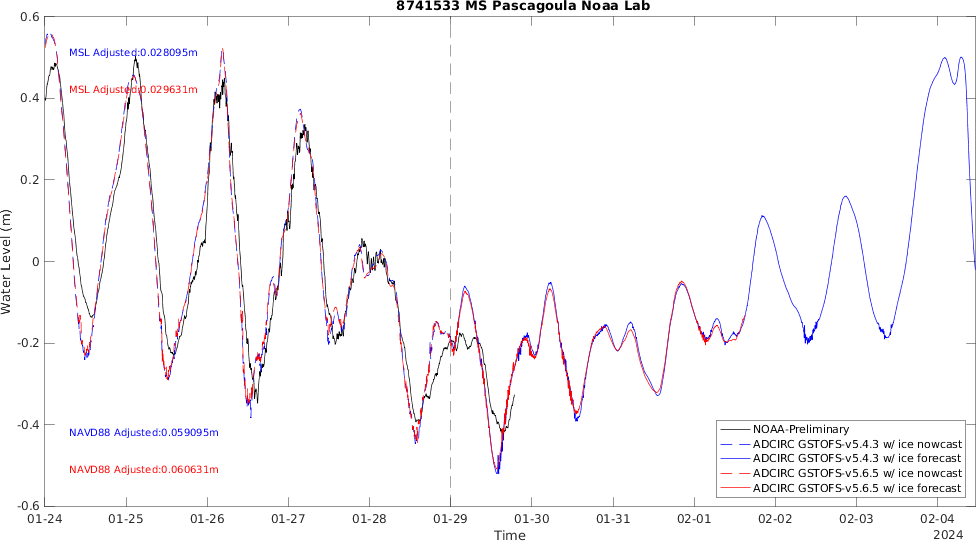 8741533 MS Pascagoula Noaa Lab
0.6
0.4
0.2
0
-0.2
-0.4
-0.6
Water Level (m)
MSL Adjusted:0.028095m
MSL Adjusted:0.029631m
NAVD88 Adjusted:0.059095m
NAVD88 Adjusted:0.060631m
NOAA-Preliminary
ADCIRC GSTOFS-v5.4.3 w/ ice nowcast
ADCIRC GSTOFS-v5.4.3 w/ ice forecast
ADCIRC GSTOFS-v5.6.5 w/ ice nowcast
ADCIRC GSTOFS-v5.6.5 w/ ice forecast
01-24 01-25 01-26 01-27 01-28 01-29 01-30 01-31 02-01 02-02 02-03 02-04
Time
2024